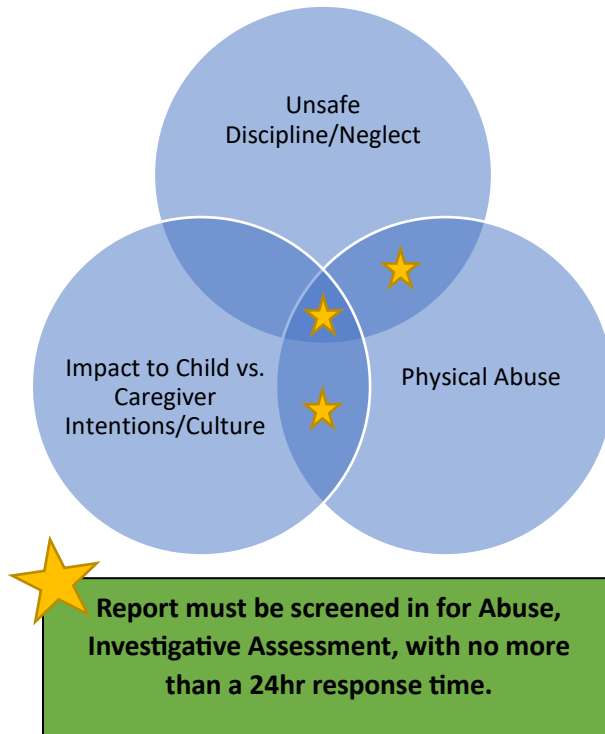 Unsafe
Discipline/Neglect
Impact to Child vs.
Caregiver
Intentions/Culture
Physical Abuse
Report must be screened in for Abuse,
Investigative Assessment, with no more
than a 24hr response time.